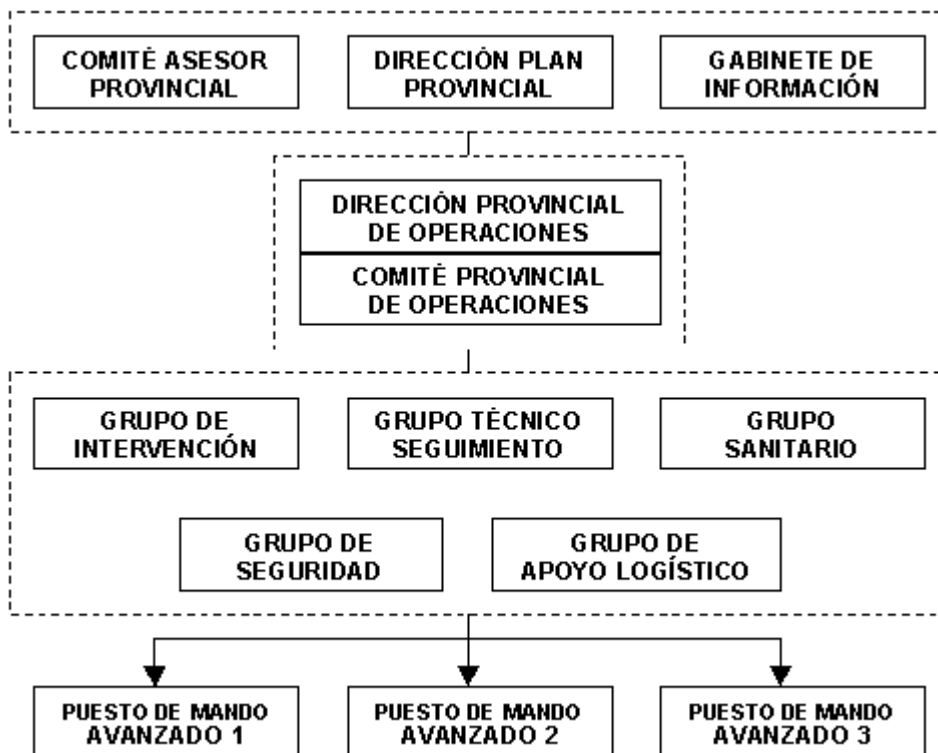 COMITÉ ASESOR
PROVINCIAL
DIRECCIÓN PLAN
PROVINCIAL
GABINETE DE
INFORMACIÓN
DIRECCIÓN PROVINCIAL
DE OPERACIONES
COMITÉ PROVINCIAL
DE OPERACIONES
GRUPO DE
INTERVENCIÓN
GRUPO TÉCNICO
SEGUIMIENTO
GRUPO
SANITARIO
GRUPO DE
SEGURIDAD
GRUPO DE
APOYO LOGÍSTICO
PUESTO DE MANDO
AVANZADO 1
PUESTO DE MANDO
AVANZADO 2
PUESTO DE MANDO
AVANZADO 3